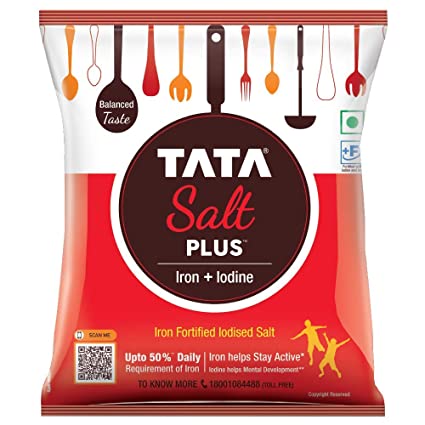 Balanced
Taste
TATA®
Salt
PLUS™
Iron + Iodine
+F
Iron Fortified Iodised Salt
SCAN ME
Upto 50%* Daily
Requirement of Iron
Iron helps Stay Active*
Iodine helps Mental Development**
TO KNOW MORE 18001084488 (TOLL FREE)
Copyright Reserved